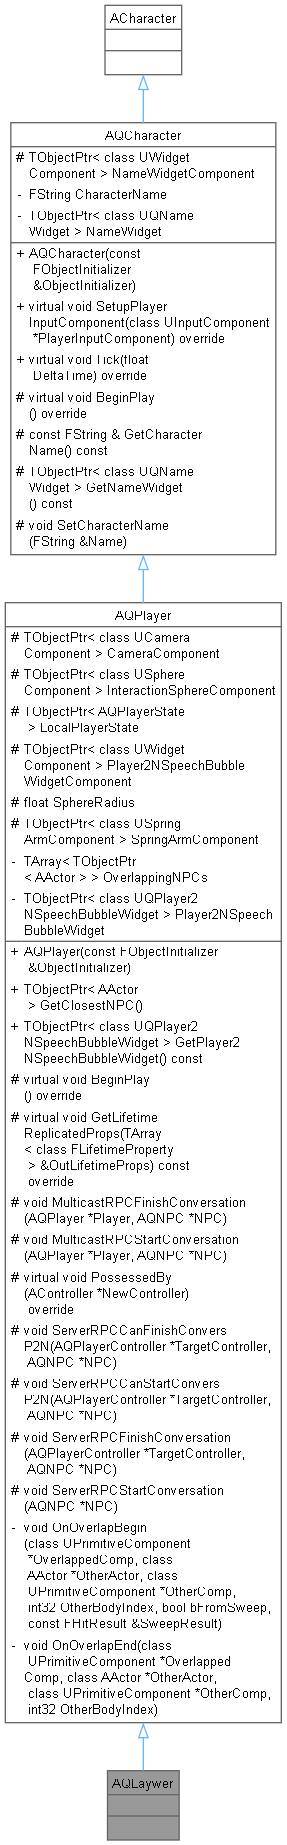 ACharacter
AQCharacter
# TObjectPtr< class UWidget
Component > NameWidgetComponent
- FString CharacterName
- TObjectPtr< class UQName
Widget > NameWidget
+ AQCharacter(const
FObjectInitializer
&ObjectInitializer)
+ virtual void SetupPlayer
InputComponent(class UInputComponent
*PlayerInputComponent) override
+ virtual void Tick(float
DeltaTime) override
# virtual void BeginPlay
() override
# const FString & GetCharacter
Name() const
# TObjectPtr< class UQName
Widget > GetNameWidget
() const
# void SetCharacterName
(FString &Name)
AQPlayer
# TObjectPtr< class UCamera
Component > CameraComponent
# TObjectPtr< class USphere
Component > InteractionSphereComponent
# TObjectPtr< AQPlayerState
> LocalPlayerState
# TObjectPtr< class UWidget
Component > Player2NSpeechBubble
WidgetComponent
# float SphereRadius
# TObjectPtr< class USpring
ArmComponent > SpringArmComponent
- TArray< TObjectPtr
< AActor > > OverlappingNPCs
- TObjectPtr< class UQPlayer2
NSpeechBubbleWidget > Player2NSpeech
BubbleWidget
+ AQPlayer(const FObjectInitializer
&ObjectInitializer)
+ TObjectPtr< AActor
> GetClosestNPC()
+ TObjectPtr< class UQPlayer2
NSpeechBubbleWidget > GetPlayer2
NSpeechBubbleWidget() const
# virtual void BeginPlay
() override
# virtual void GetLifetime
ReplicatedProps(TArray
< class FLifetimeProperty
> &OutLifetimeProps) const
override
# void MulticastRPCFinishConversation
(AQPlayer *Player, AQNPC *NPC)
# void MulticastRPCStartConversation
(AQPlayer *Player, AQNPC *NPC)
# virtual void PossessedBy
(AController *NewController)
override
# void ServerRPCCanFinishConvers
P2N(AQPlayerController *TargetController,
AQNPC *NPC)
# void ServerRPCCanStartConvers
P2N(AQPlayerController *TargetController,
AQNPC *NPC)
# void ServerRPCFinishConversation
(AQPlayerController *TargetController,
AQNPC *NPC)
# void ServerRPCStartConversation
(AQNPC *NPC)
- void OnOverlapBegin
(class UPrimitiveComponent
*OverlappedComp, class
AActor *OtherActor, class
UPrimitiveComponent *OtherComp,
int32 OtherBodyIndex, bool bFromSweep,
const FHitResult &SweepResult)
- void OnOverlapEnd(class
UPrimitiveComponent *Overlapped
Comp, class AActor *OtherActor,
class UPrimitiveComponent *OtherComp,
int32 OtherBodyIndex)
AQLaywer